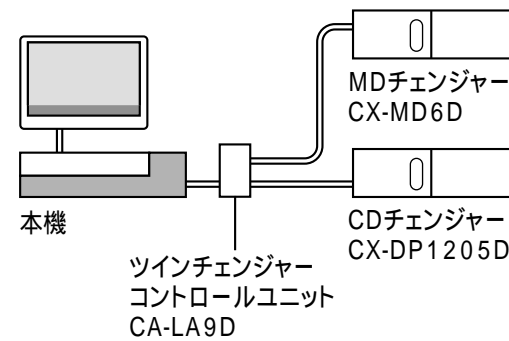 MDチェンジャー
CX-MD6D
本機
CDチェンジャー
CX-DP1205D
ツインチェンジャー
コントロールユニット
CA-LA9D